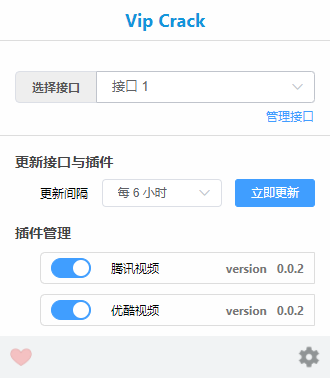 Vip Crack
选择接口 接口 1
管理接口
更新接口与插件
更新间隔 每 6 小时 立即更新
插件管理
腾讯视频 version 0.0.2
优酷视频 version 0.0.2